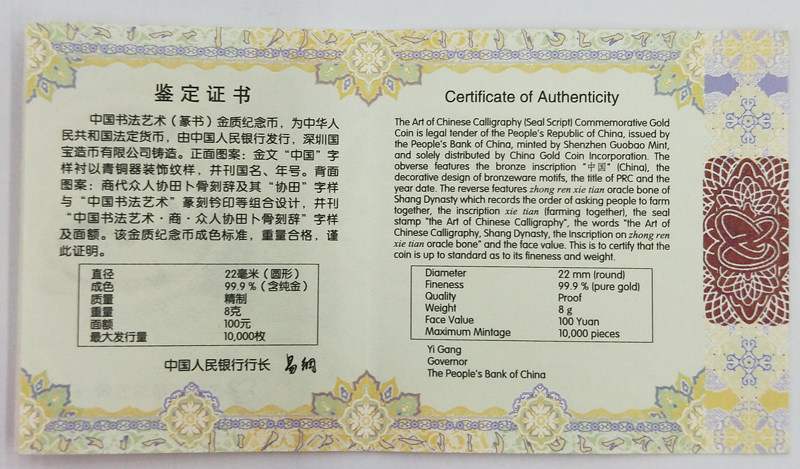 鉴定证书
中国书法艺术（篆书）金质纪念币，为中华人
民共和国法定货币，由中国人民银行发行，深圳国
宝造币有限公司铸造。正面图案：金文“中国”字
样衬以青铜器装饰纹样，并刊国名、年号。背面
图案：商代众人协田卜骨刻辞及其“协田”字样
与“中国书法艺术”篆刻钤印等组合设计，并刊
“中国书法艺术·商·众人协田卜骨刻辞”字样
及面额。该金质纪念币成色标准，重量合格，谨
此证明。
直径 22毫米（圆形）
成色 99.9％（含纯金）
质量 精制
重量 8克
面额 100元
最大发行量 10,000枚
中国人民银行行长 易纲
Certificate of Authenticity
The Art of Chinese Calligraphy (Seal Script) Commemorative Gold
Coin is legal tender of the People's Republic of China, issued by
the People's Bank of China, minted by Shenzhen Guobao Mint,
and solely distributed by China Gold Coin Incorporation. The
obverse features the bronze inscription "中国" (China), the
decorative design of bronzeware motifs, the title of PRC and the
year date. The reverse features zhong ren xie tian oracle bone of
Shang Dynasty which records the order of asking people to farm
together, the inscription xie tian (farming together), the seal
stamp "the Art of Chinese Calligraphy", the words "the Art of
Chinese Calligraphy, Shang Dynasty, the Inscription on zhong ren
xie tian oracle bone" and the face value. This is to certify that the
coin is up to standard as to its fineness and weight.
Diameter 22 mm (round)
Fineness 99.9 % (pure gold)
Quality Proof
Weight 8 g
Face Value 100 Yuan
Maximum Mintage 10,000 pieces
Yi Gang
Governor
The People's Bank of China